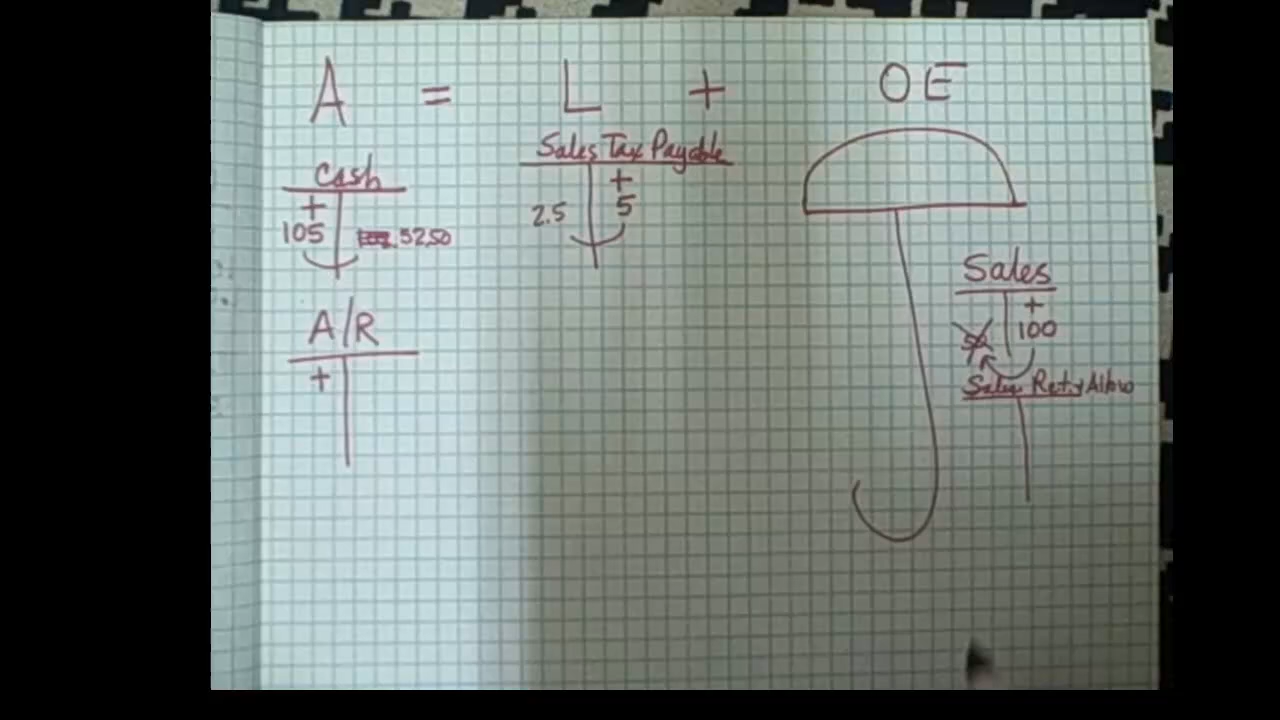 A = L + OE
Sales Tax Payable
Cash
+
+
2.5 5
105 52.50
Sales
+
100
A/R
+
50
Sales Ret & Allow